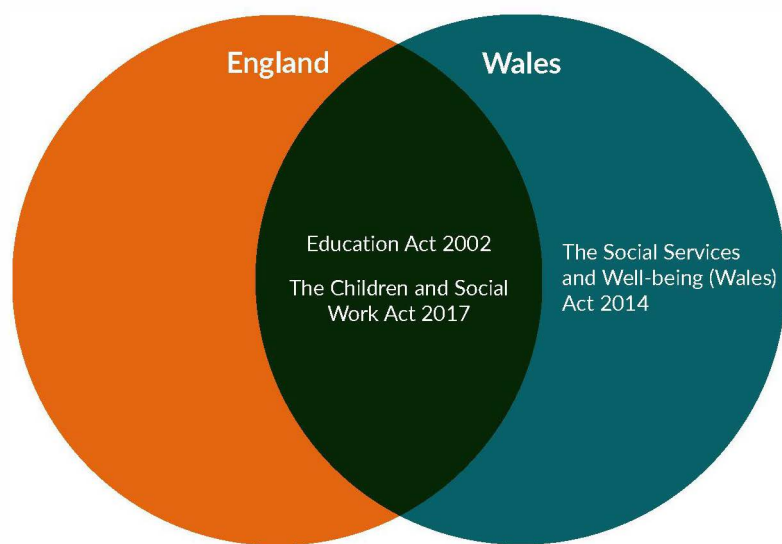 England
Wales
Education Act 2002
The Children and Social
Work Act 2017
The Social Services
and Well-being (Wales)
Act 2014